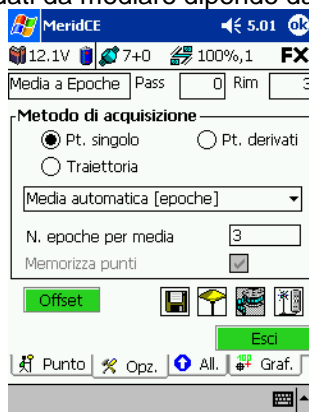 dati da mediare dipende da
MeridCE 5.01 ok
12.1V 7+0 100%,1 FX
Media a Epoche Pass 0 Rim 3
Metodo di acquisizione
Pt. singolo Pt. derivati
Traiettoria
Media automatica [epoche]
N. epoche per media 3
Memorizza punti
Offset
Esci
Punto Opz. All. Graf.